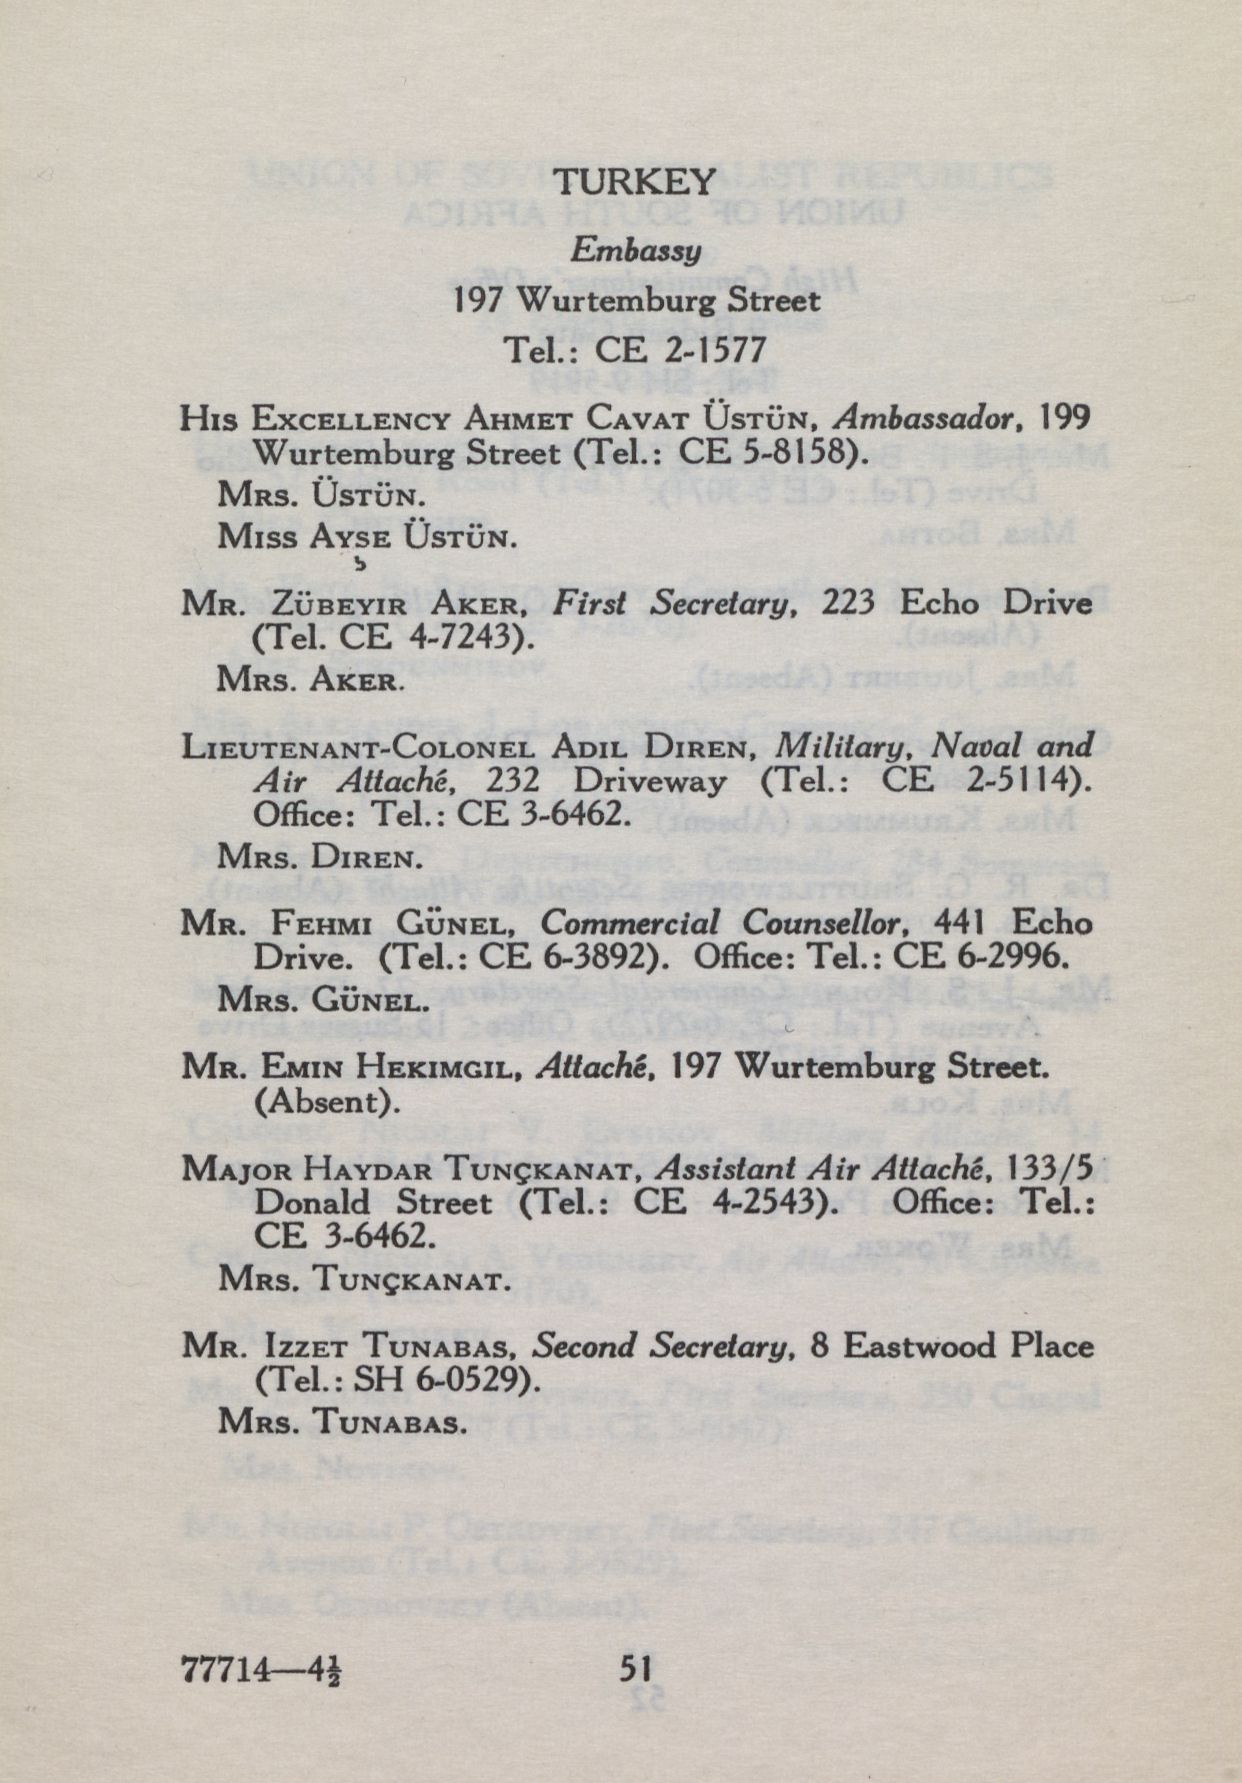 TURKEY
Embassy
197 Wurtemburg Street
Tel.: CE 2-1577
HIS EXCELLENCY AHMET CAVAT ÜSTÜN, Ambassador, 199
Wurtemburg Street (Tel.: CE 5-8158).
MRS. ÜSTÜN.
MISS AYŞE ÜSTÜN.
MR. ZÜBEYIR AKER, First Secretary, 223 Echo Drive
(Tel. CE 4-7243).
MRS. AKER.
LIEUTENANT-COLONEL ADIL DIREN, Military, Naval and
Air Attaché, 232 Driveway (Tel.: CE 2-5114).
Office: Tel.: CE 3-6462.
MRS. DIREN.
MR. FEHMI GÜNEL, Commercial Counsellor, 441 Echo
Drive. (Tel.: CE 6-3892). Office: Tel.: CE 6-2996.
MRS. GÜNEL.
MR. EMIN HEKIMGIL, Attaché, 197 Wurtemburg Street.
(Absent).
MAJOR HAYDAR TUNÇKANAT, Assistant Air Attaché, 133/5
Donald Street (Tel.: CE 4-2543). Office: Tel.:
CE 3-6462.
MRS. TUNÇKANAT.
MR. IZZET TUNABAS, Second Secretary, 8 Eastwood Place
(Tel.: SH 6-0529).
MRS. TUNABAS.
77714—4½ 51